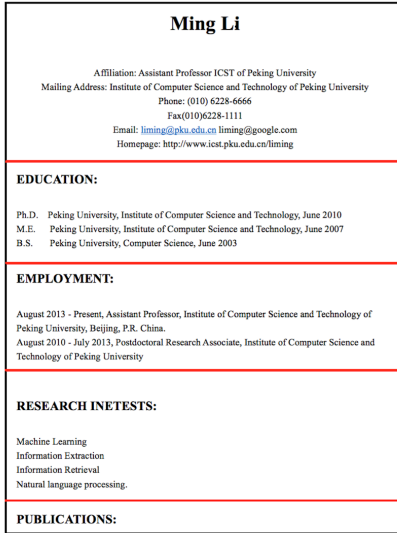 Ming Li
Affiliation: Assistant Professor ICST of Peking University
Mailing Address: Institute of Computer Science and Technology of Peking University
Phone: (010) 6228-6666
Fax(010)6228-1111
Email: liming@pku.edu.cn liming@google.com
Homepage: http://www.icst.pku.edu.cn/liming
EDUCATION:
Ph.D. Peking University, Institute of Computer Science and Technology, June 2010
M.E. Peking University, Institute of Computer Science and Technology, June 2007
B.S. Peking University, Computer Science, June 2003
EMPLOYMENT:
August 2013 - Present, Assistant Professor, Institute of Computer Science and Technology of
Peking University, Beijing, P.R. China.
August 2010 - July 2013, Postdoctoral Research Associate, Institute of Computer Science and
Technology of Peking University
RESEARCH INETESTS:
Machine Learning
Information Extraction
Information Retrieval
Natural language processing.
PUBLICATIONS: